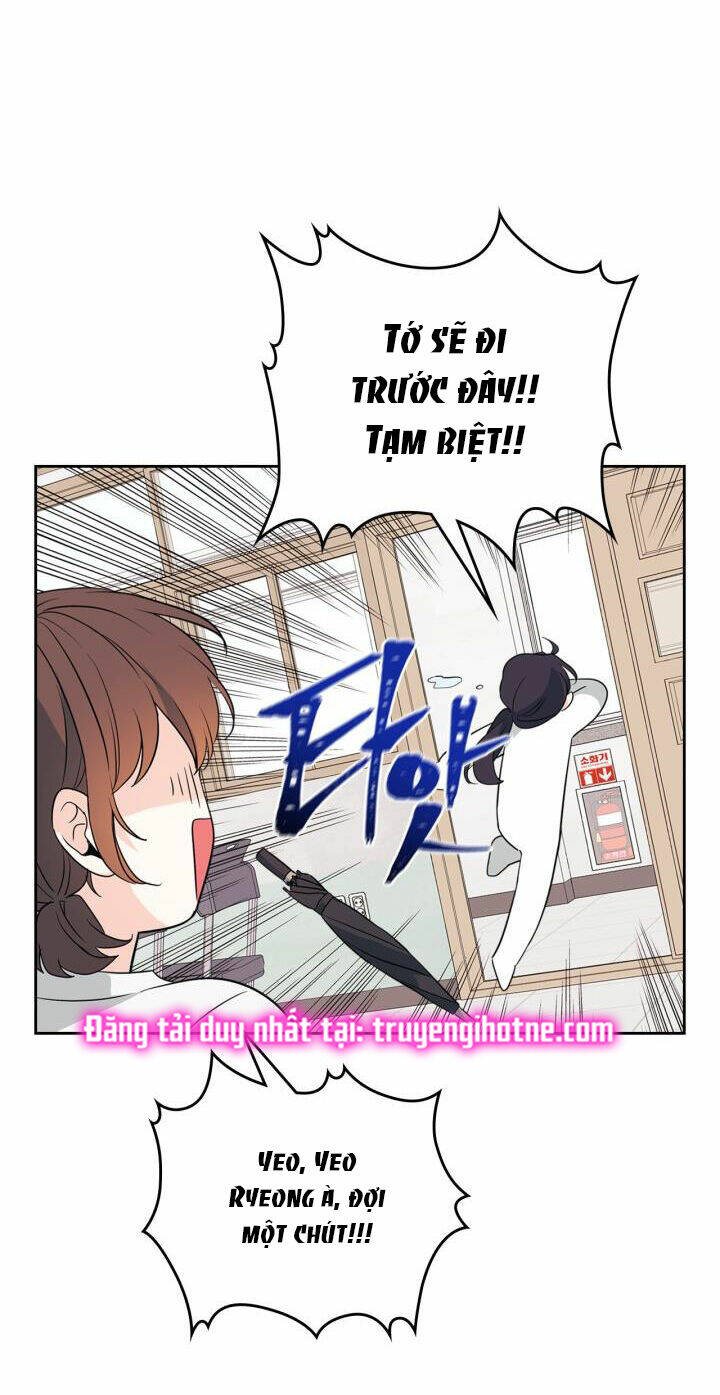 TỚ SẼ ĐI
TRƯỚC ĐÂY!!
TẠM BIỆT!!
타앗
소화기
Đăng tải duy nhất tại: truyengihotne.com
YEO, YEO
RYEONG À, ĐỢI
MỘT CHÚT!!!